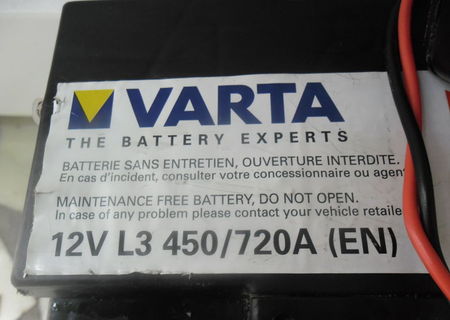 VARTA
THE BATTERY EXPERTS
BATTERIE SANS ENTRETIEN, OUVERTURE INTERDITE.
En cas d'incident, consulter votre concessionnaire ou
MAINTENANCE FREE BATTERY, DO NOT OPEN.
In case of any problem please contact your vehicle
12V L3 450/720A (EN)